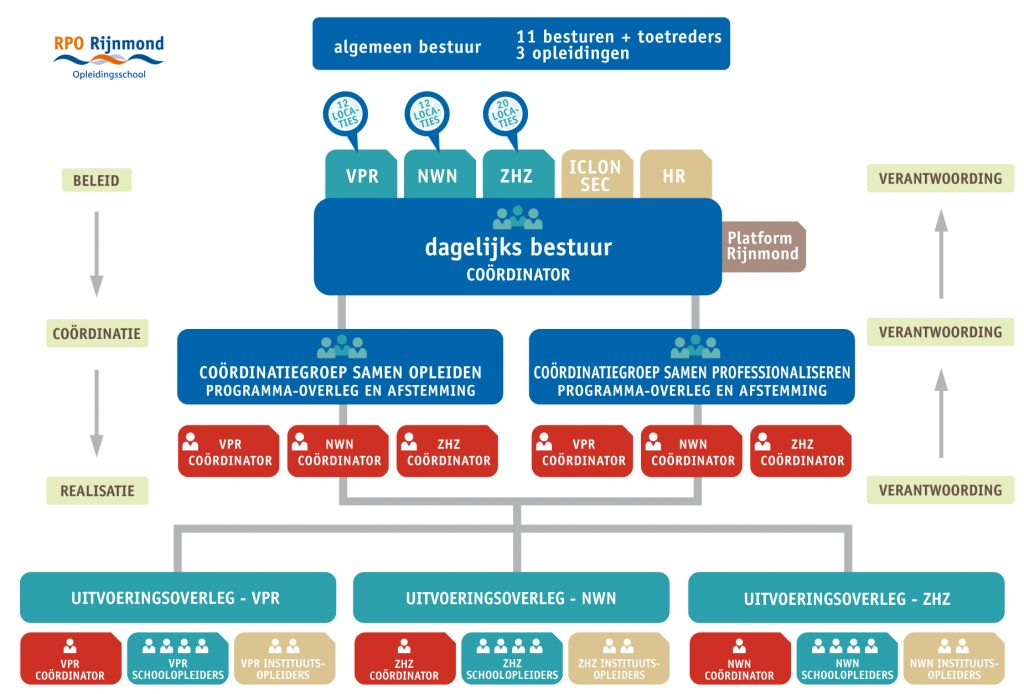 RPO Rijnmond
Opleidingsschool
algemeen bestuur
11 besturen + toetreders
3 opleidingen
12
LOCA-
TIES
12
LOCA-
TIES
20
LOCA-
TIES
VPR
NWN
ZHZ
ICLON
SEC
HR
BELEID
VERANTWOORDING
dagelijks bestuur
COÖRDINATOR
Platform
Rijnmond
COÖRDINATIE
VERANTWOORDING
COÖRDINATIEGROEP SAMEN OPLEIDEN
PROGRAMMA-OVERLEG EN AFSTEMMING
COÖRDINATIEGROEP SAMEN PROFESSIONALISEREN
PROGRAMMA-OVERLEG EN AFSTEMMING
VPR
COÖRDINATOR
NWN
COÖRDINATOR
ZHZ
COÖRDINATOR
VPR
COÖRDINATOR
NWN
COÖRDINATOR
ZHZ
COÖRDINATOR
REALISATIE
VERANTWOORDING
UITVOERINGSOVERLEG - VPR
UITVOERINGSOVERLEG - NWN
UITVOERINGSOVERLEG - ZHZ
VPR
COÖRDINATOR
VPR
SCHOOLOPLEIDERS
VPR INSTITUUTS-
OPLEIDERS
ZHZ
COÖRDINATOR
ZHZ
SCHOOLOPLEIDERS
ZHZ INSTITUUTS-
OPLEIDERS
NWN
COÖRDINATOR
NWN
SCHOOLOPLEIDERS
NWN INSTITUUTS-
OPLEIDERS